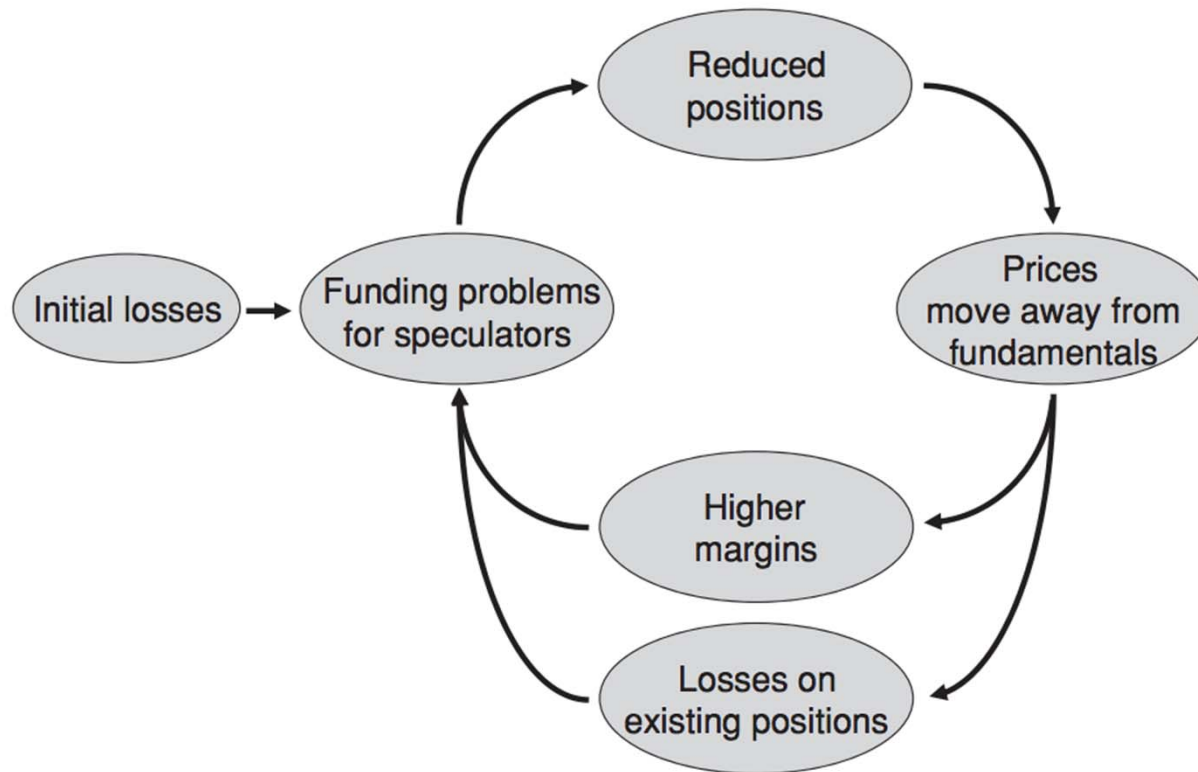 Reduced
positions
Initial losses
Funding problems
for speculators
Prices
move away from
fundamentals
Higher
margins
Losses on
existing positions